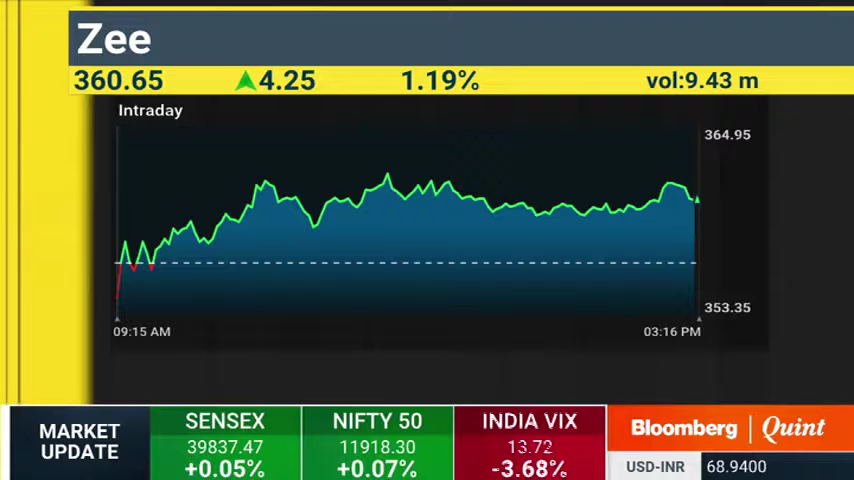 Zee
360.65 4.25 1.19% vol:9.43 m
Intraday
364.95
353.35
09:15 AM 03:16 PM
MARKET UPDATE
SENSEX
39837.47
+0.05%
NIFTY 50
11918.30
+0.07%
INDIA VIX
13.72
-3.68%
Bloomberg | Quint
USD-INR 68.9400